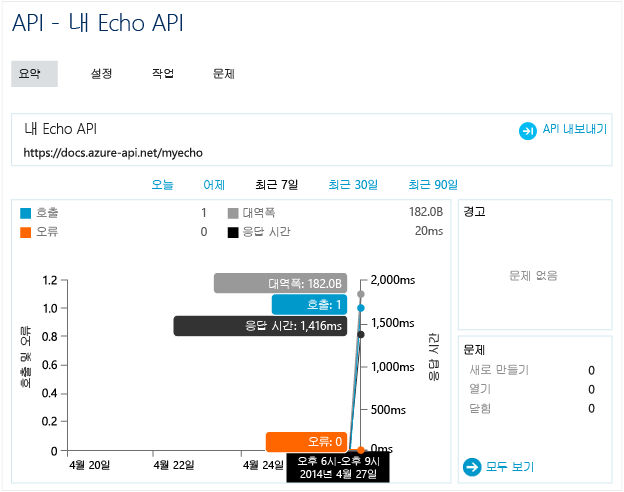 API - 내 Echo API
요약 설정 작업 문제
내 Echo API
API 내보내기
https://docs.azure-api.net/myecho
오늘 어제 최근 7일 최근 30일 최근 90일
호출 1 대역폭 182.0B
오류 0 응답 시간 20ms
경고
문제 없음
호출 및 오류
1.2
1.0
0.8
0.6
0.4
0.2
0
대역폭: 182.0B
호출: 1
응답 시간: 1,416ms
오류: 0
2,000ms
1,500ms
1,000ms
500ms
0ms
응답 시간
4월 20일 4월 22일 4월 24일
오후 6시-오후 9시
2014년 4월 27일
문제
새로 만들기 0
열기 0
닫힘 0
모두 보기